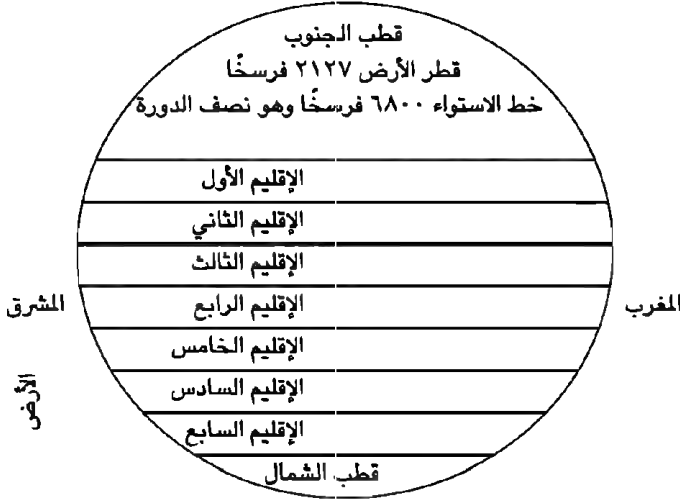 قطب الجنوب
قطر الأرض ٢١٢٧ فرسخًا
خط الاستواء ٦٨٠٠ فرسخًا وهو نصف الدورة
الإقليم الأول
الإقليم الثاني
الإقليم الثالث
المغرب
الإقليم الرابع
المشرق
الإقليم الخامس
الإقليم السادس
الأرض
الإقليم السابع
قطب الشمال